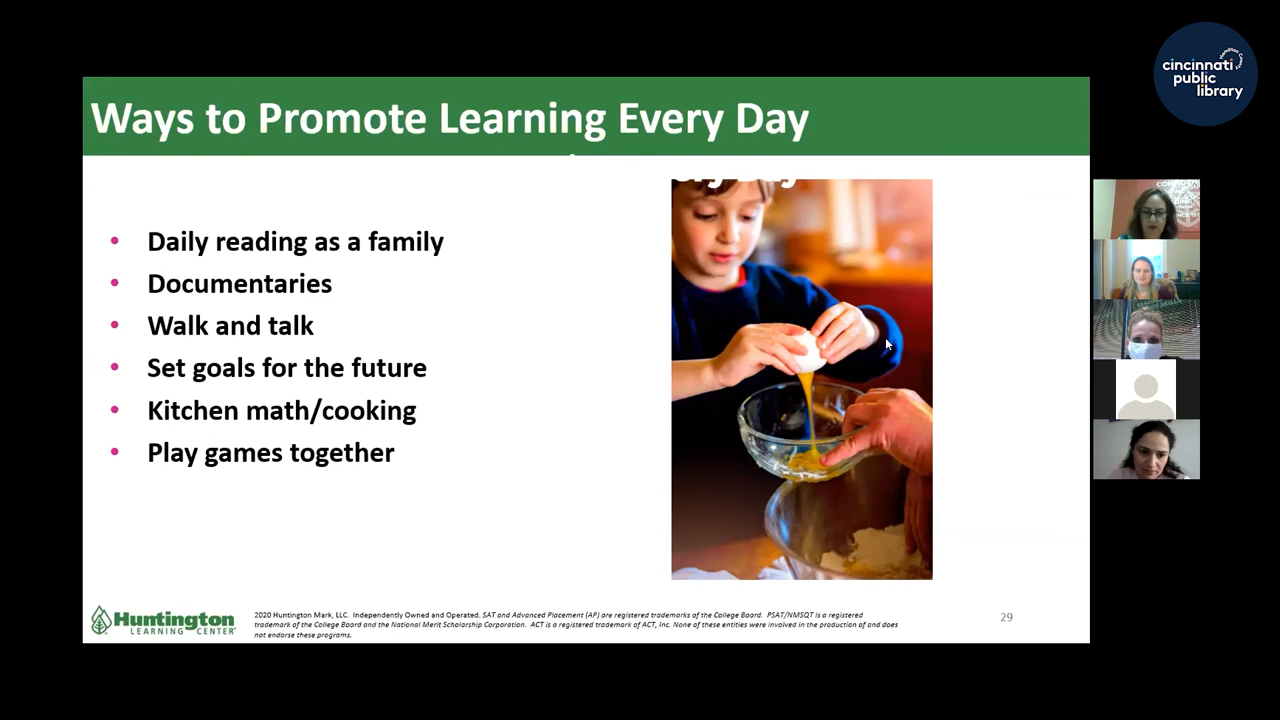 Ways to Promote Learning Every Day
• Daily reading as a family
• Documentaries
• Walk and talk
• Set goals for the future
• Kitchen math/cooking
• Play games together
Huntington
LEARNING CENTER
2020 Huntington Mark, LLC. Independently Owned and Operated. SAT and Advanced Placement (AP) are registered trademarks of the College Board. PSAT/NMSQT is a registered
trademark of the College Board and the National Merit Scholarship Corporation. ACT is a registered trademark of ACT, Inc. None of these entities were involved in the production of and does
not endorse these programs.
29
cincinnati
public
library